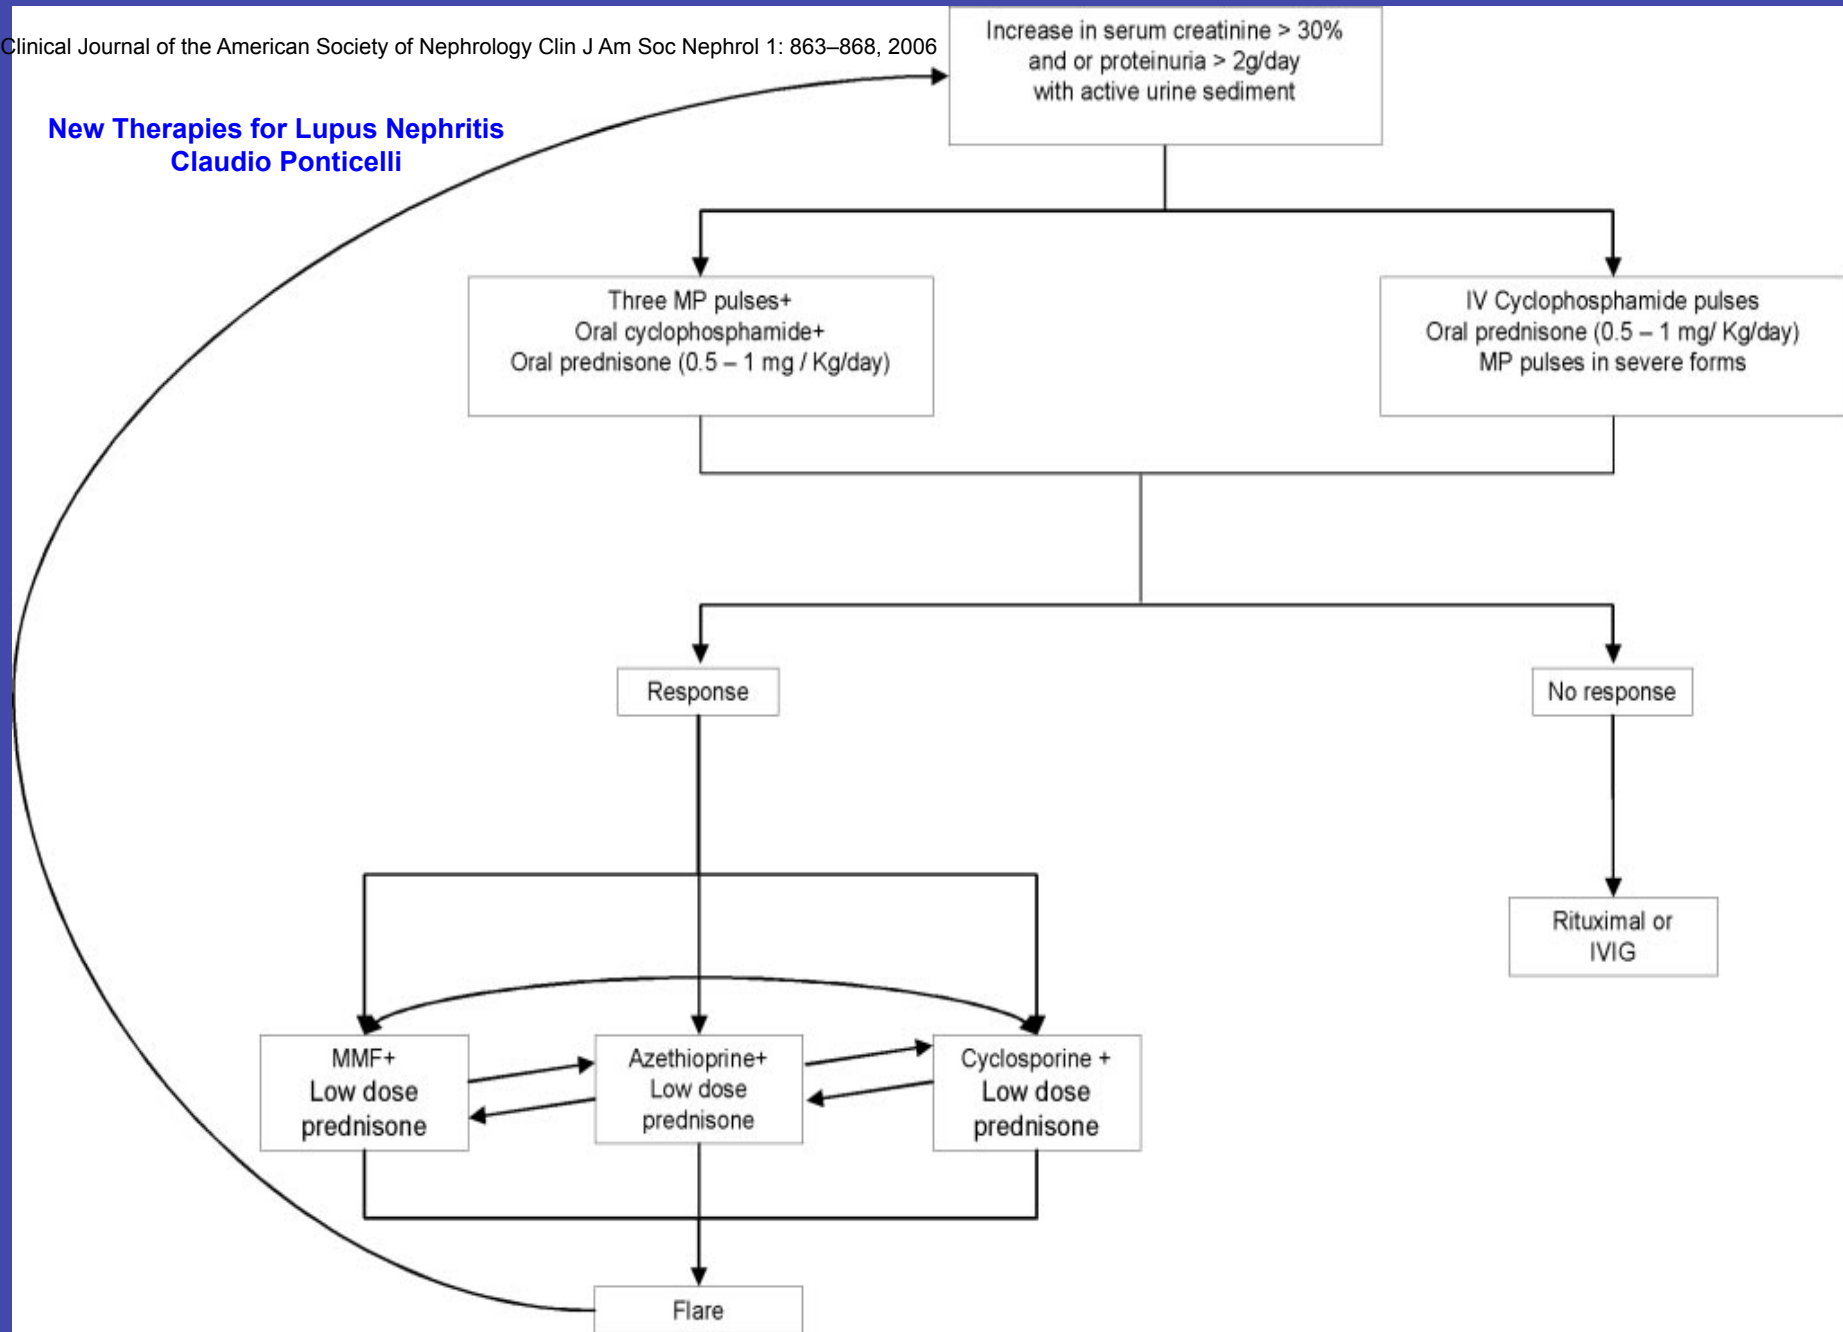 Clinical Journal of the American Society of Nephrology Clin J Am Soc Nephrol 1: 863–868, 2006
New Therapies for Lupus Nephritis
Claudio Ponticelli
Increase in serum creatinine > 30%
and or proteinuria > 2g/day
with active urine sediment
Three MP pulses+
Oral cyclophosphamide+
Oral prednisone (0.5 – 1 mg / Kg/day)
IV Cyclophosphamide pulses
Oral prednisone (0.5 – 1 mg/ Kg/day)
MP pulses in severe forms
Response
No response
Rituximal or
IVIG
MMF+
Low dose
prednisone
Azethioprine+
Low dose
prednisone
Cyclosporine +
Low dose
prednisone
Flare